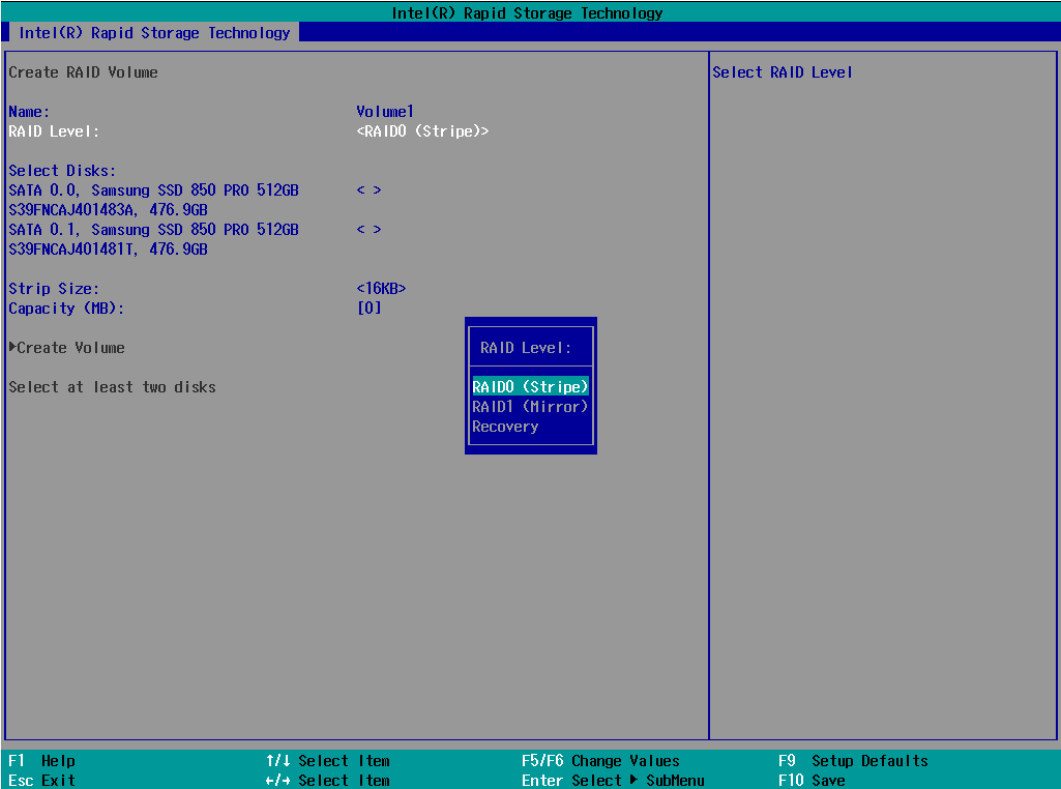 Intel(R) Rapid Storage Technology
Intel(R) Rapid Storage Technology
Create RAID Volume
Select RAID Level
Name: Volume1
RAID Level: <RAID0 (Stripe)>
Select Disks:
SATA 0.0, Samsung SSD 850 PRO 512GB < >
S39FNCAJ401483A, 476.9GB
SATA 0.1, Samsung SSD 850 PRO 512GB < >
S39FNCAJ401481T, 476.9GB
Strip Size: <16KB>
Capacity (MB): [0]
▶Create Volume
Select at least two disks
RAID Level:
RAID0 (Stripe)
RAID1 (Mirror)
Recovery
F1 Help ↑/↓ Select Item F5/F6 Change Values F9 Setup Defaults
Esc Exit ←/→ Select Item Enter Select ▶ SubMenu F10 Save